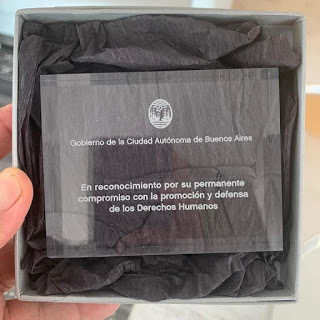 Gobierno de la Ciudad Autónoma de Buenos Aires
En reconocimiento por su permanente
compromiso con la promoción y defensa
de los Derechos Humanos